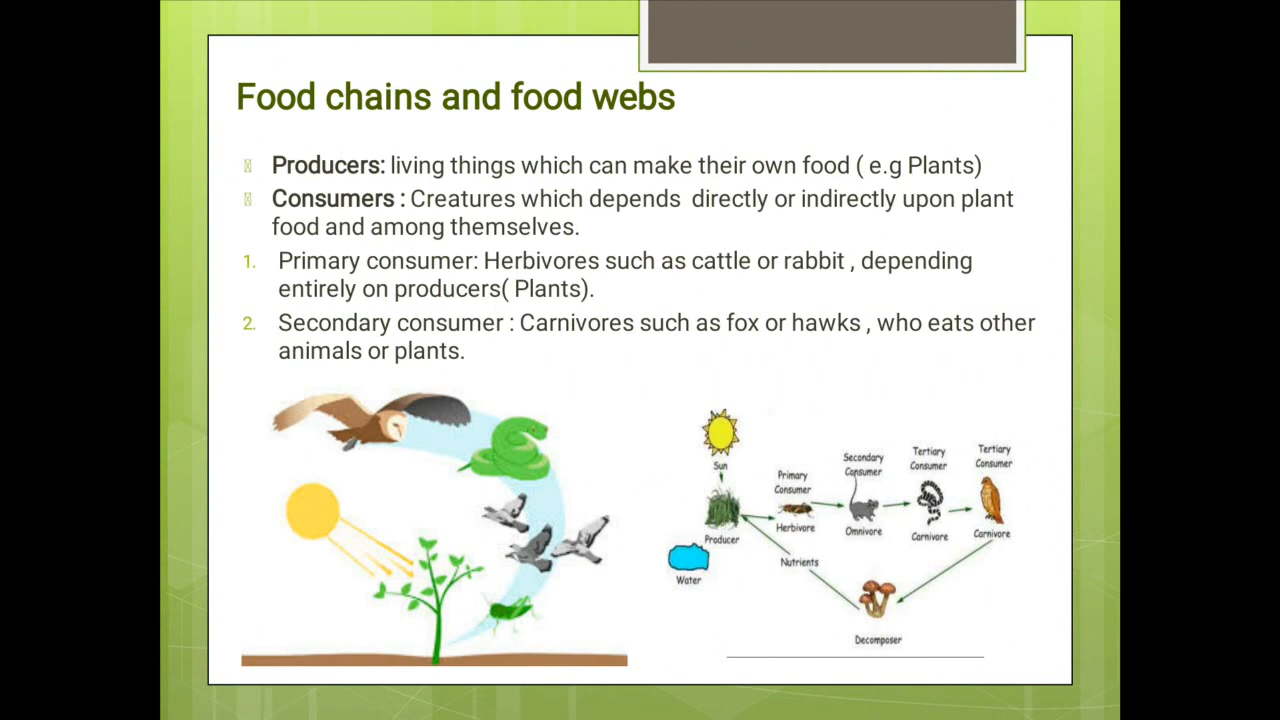 Food chains and food webs
Producers: living things which can make their own food ( e.g Plants)
Consumers : Creatures which depends directly or indirectly upon plant
food and among themselves.
1. Primary consumer: Herbivores such as cattle or rabbit , depending
entirely on producers( Plants).
2. Secondary consumer : Carnivores such as fox or hawks , who eats other
animals or plants.
Sun
Producer
Water
Primary
Consumer
Herbivore
Secondary
Consumer
Omnivore
Tertiary
Consumer
Carnivore
Tertiary
Consumer
Carnivore
Nutrients
Decomposer